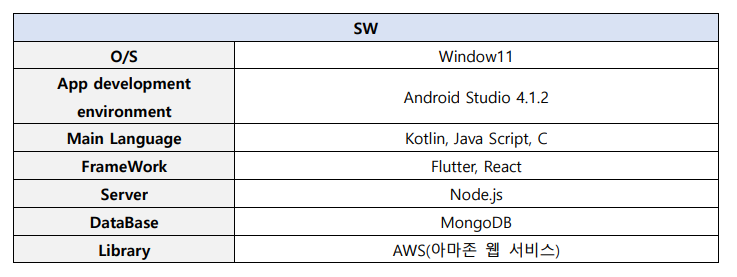 SW
O/S Window11
App development
environment
Android Studio 4.1.2
Main Language Kotlin, Java Script, C
FrameWork Flutter, React
Server Node.js
DataBase MongoDB
Library AWS(아마존 웹 서비스)